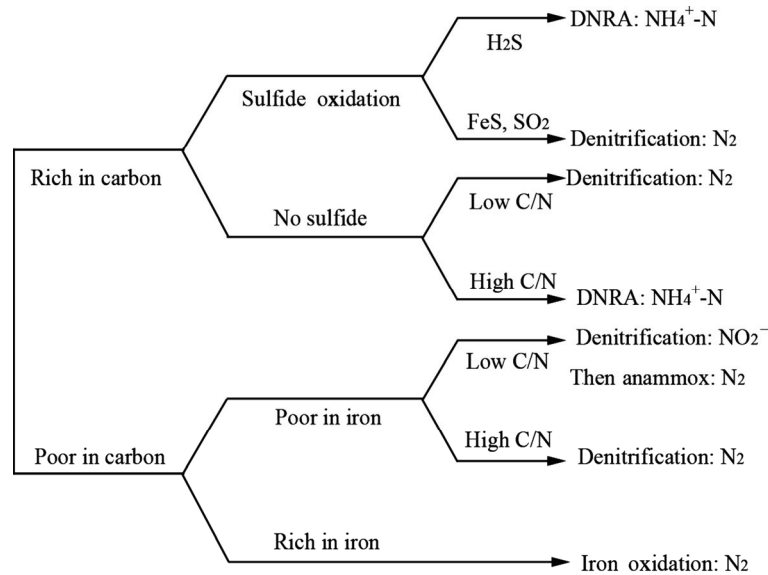 DNRA: NH₄⁺-N
H₂S
Sulfide oxidation
FeS, SO₂
Denitrification: N₂
Rich in carbon
Denitrification: N₂
Low C/N
No sulfide
High C/N
DNRA: NH₄⁺-N
Denitrification: NO₂⁻
Low C/N
Then anammox: N₂
Poor in iron
High C/N
Poor in carbon
Denitrification: N₂
Rich in iron
Iron oxidation: N₂